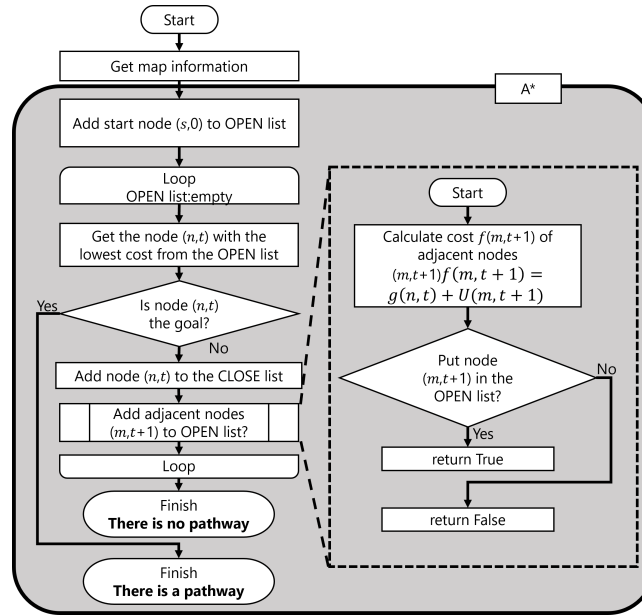 Start
Get map information
A*
Add start node (s,0) to OPEN list
Loop
OPEN list:empty
Get the node (n,t) with the
lowest cost from the OPEN list
Yes
Is node (n,t)
the goal?
No
Add node (n,t) to the CLOSE list
Add adjacent nodes
(m,t+1) to OPEN list?
Loop
Finish
There is no pathway
Finish
There is a pathway
Start
Calculate cost f(m,t+1) of
adjacent nodes
(m,t+1)f(m, t + 1) =
g(n, t) + U(m, t + 1)
Put node
(m,t+1) in the
OPEN list?
No
Yes
return True
return False